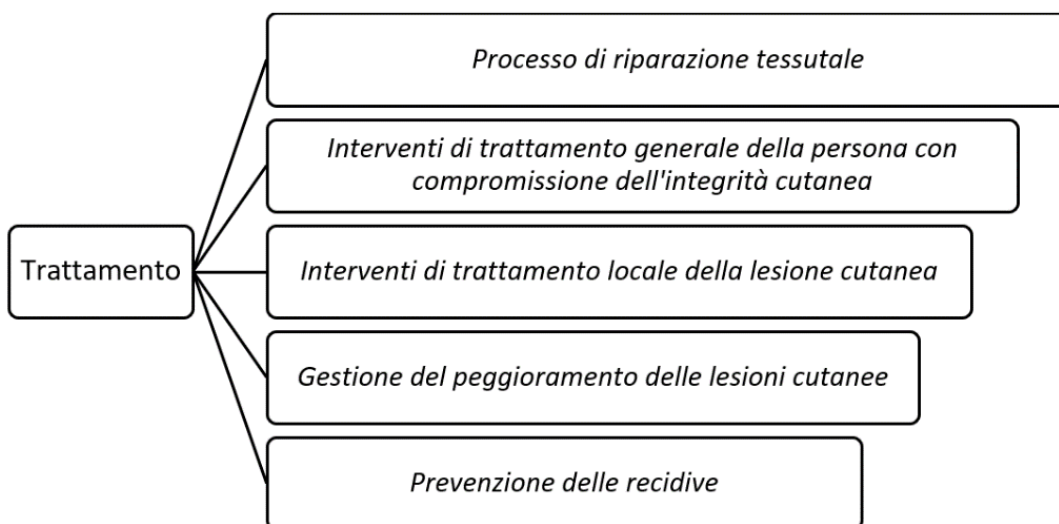 Processo di riparazione tessutale
Interventi di trattamento generale della persona con
compromissione dell'integrità cutanea
Trattamento
Interventi di trattamento locale della lesione cutanea
Gestione del peggioramento delle lesioni cutanee
Prevenzione delle recidive